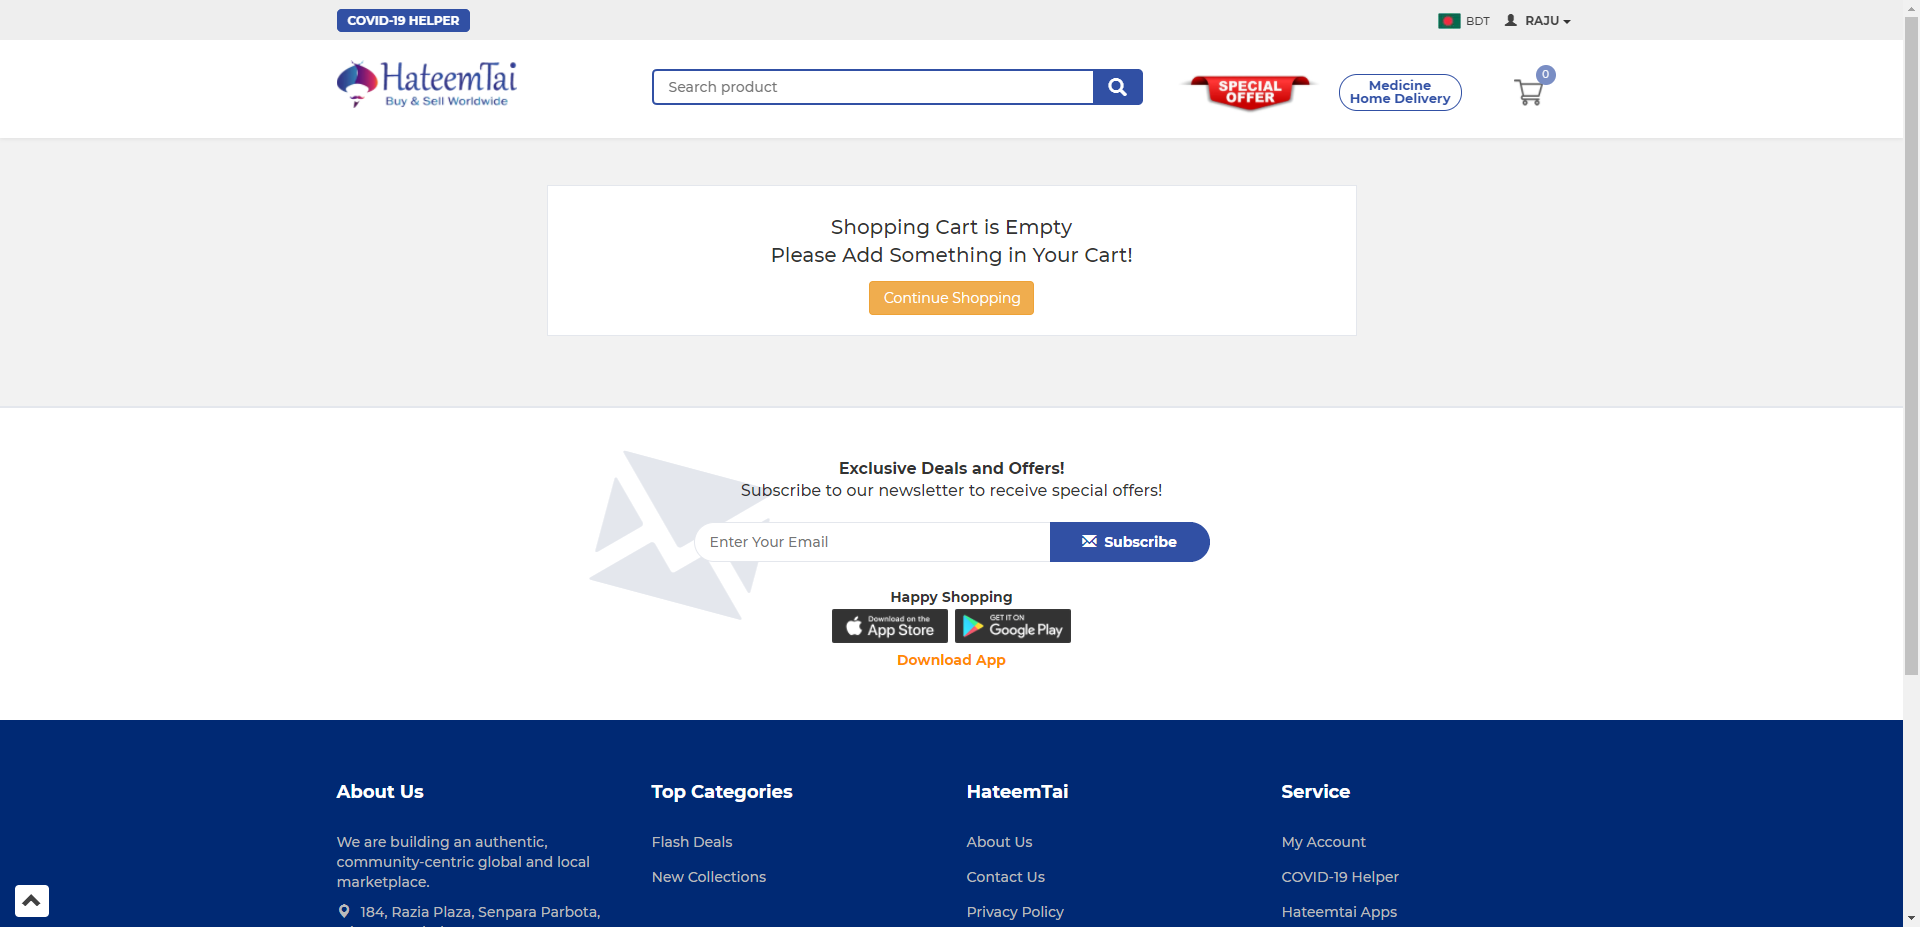 COVID-19 HELPER
BDT
RAJU
HateemTai
Buy & Sell Worldwide
Search product
SPECIAL
OFFER
Medicine
Home Delivery
0
Shopping Cart is Empty
Please Add Something in Your Cart!
Continue Shopping
Exclusive Deals and Offers!
Subscribe to our newsletter to receive special offers!
Enter Your Email
Subscribe
Happy Shopping
Download on the
App Store
GET IT ON
Google Play
Download App
About Us
Top Categories
HateemTai
Service
We are building an authentic,
community-centric global and local
marketplace.
184, Razia Plaza, Senpara Parbota,
Flash Deals
New Collections
About Us
Contact Us
Privacy Policy
My Account
COVID-19 Helper
Hateemtai Apps